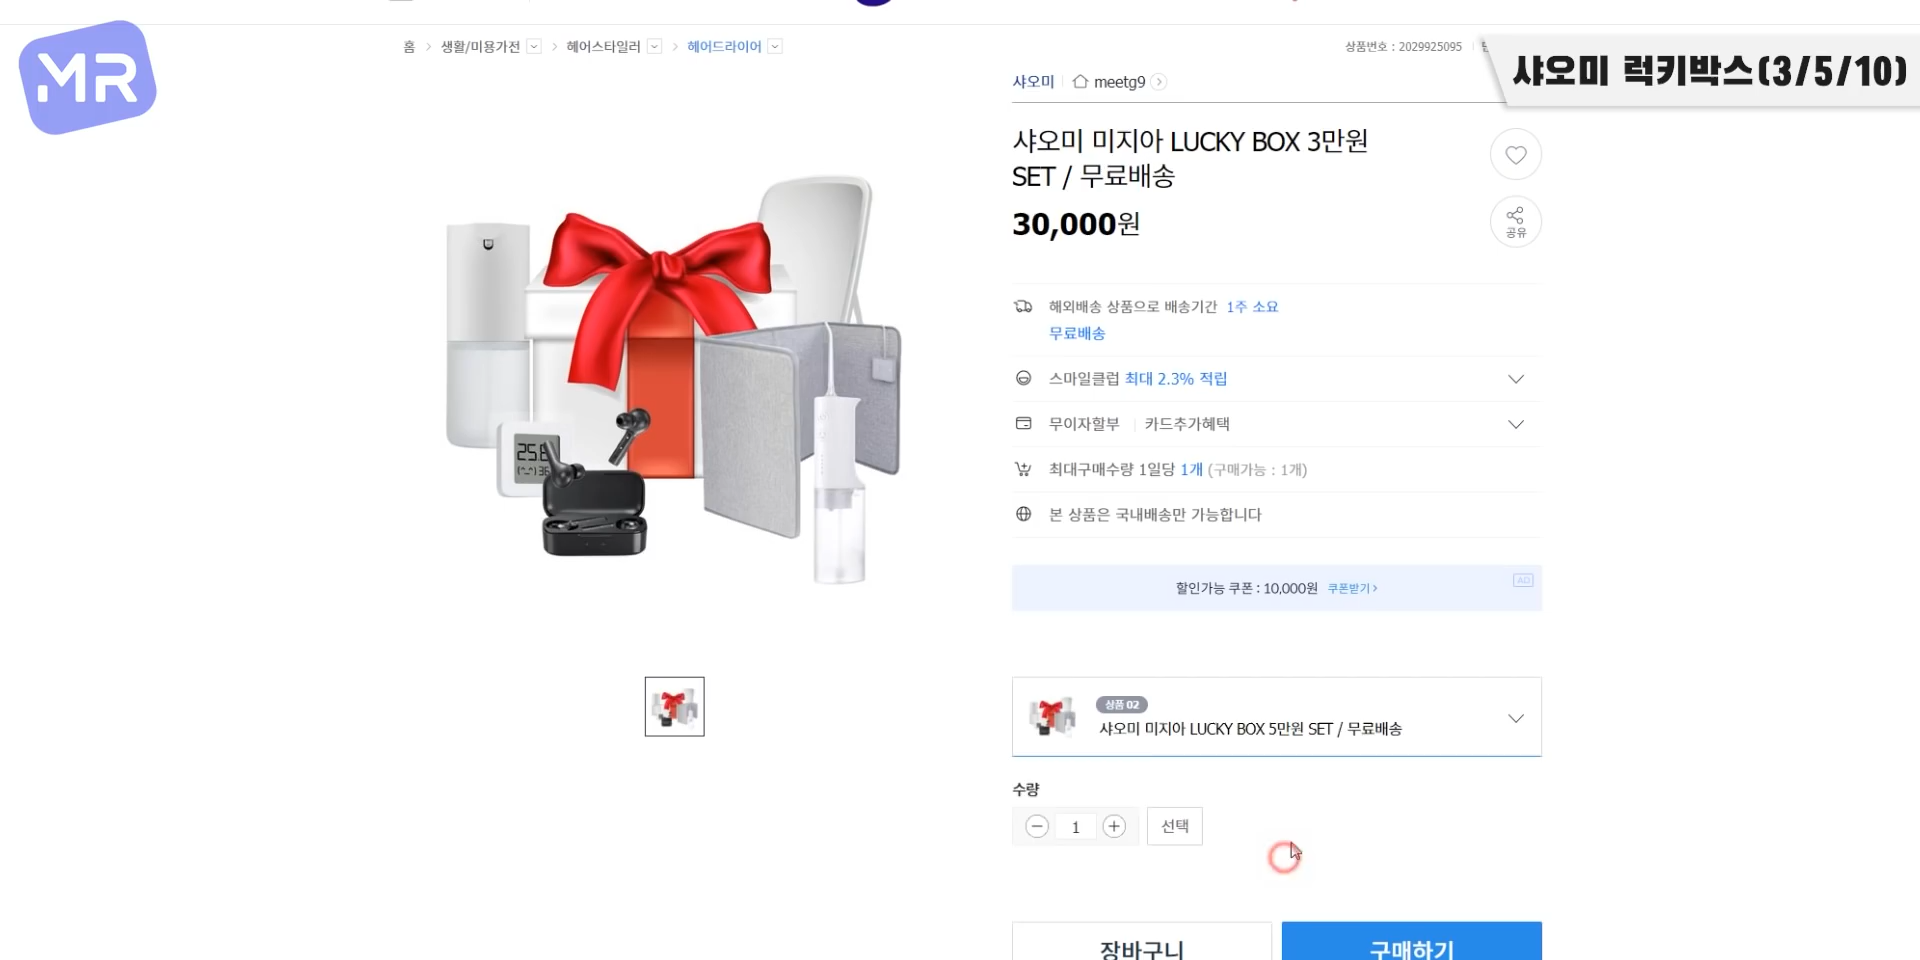 MR
홈 > 생활/미용가전 > 헤어스타일러 > 헤어드라이어
상품번호 : 2029925095
샤오미 럭키박스(3/5/10)
샤오미 meetg9
샤오미 미지아 LUCKY BOX 3만원
SET / 무료배송
30,000원
공유
해외배송 상품으로 배송기간 1주 소요
무료배송
스마일클럽 최대 2.3% 적립
무이자할부 카드추가혜택
최대구매수량 1일당 1개 (구매가능 : 1개)
본 상품은 국내배송만 가능합니다
할인가능 쿠폰 : 10,000원 쿠폰받기 >
AD
상품 02
샤오미 미지아 LUCKY BOX 5만원 SET / 무료배송
수량
1 선택
장바구니 구매하기